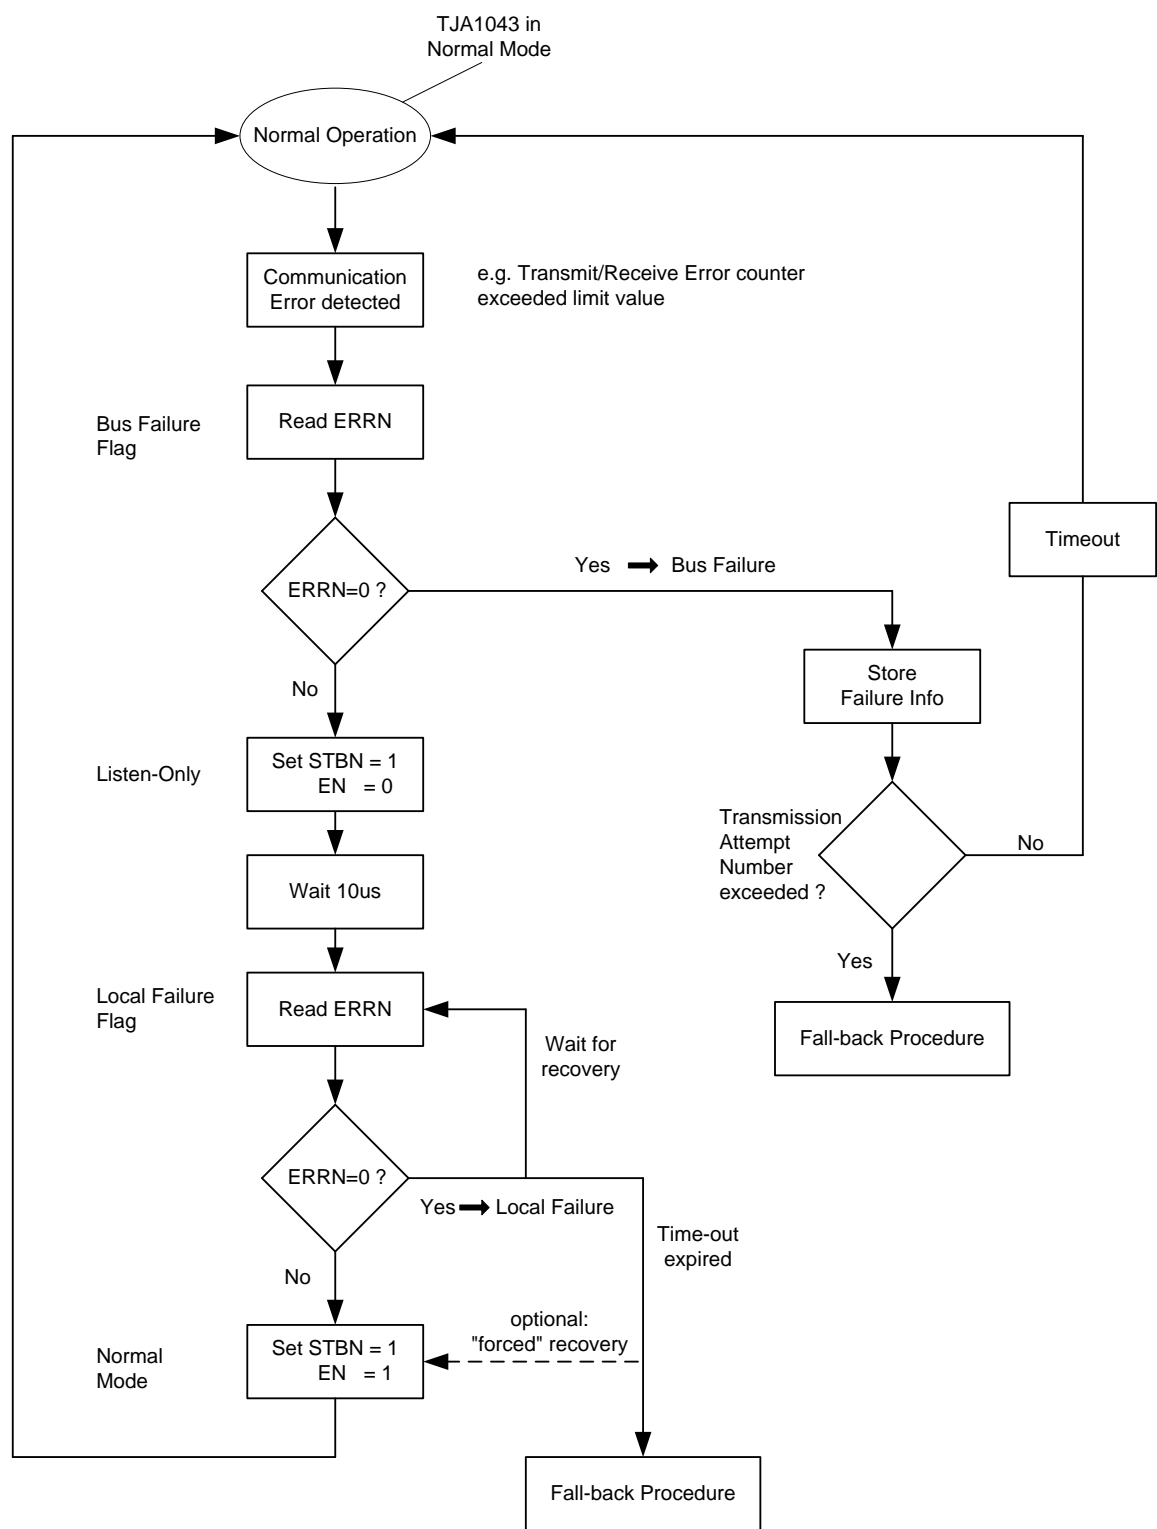 TJA1043 in
Normal Mode
Normal Operation
Communication
Error detected
e.g. Transmit/Receive Error counter
exceeded limit value
Bus Failure
Flag
Read ERRN
Timeout
ERRN=0 ?
Yes → Bus Failure
No
Store
Failure Info
Listen-Only
Set STBN = 1
EN = 0
Transmission
Attempt
Number
exceeded ?
No
Wait 10us
Yes
Local Failure
Flag
Read ERRN
Fall-back Procedure
Wait for
recovery
ERRN=0 ?
Yes → Local Failure
Time-out
expired
No
optional:
"forced" recovery
Normal
Mode
Set STBN = 1
EN = 1
Fall-back Procedure